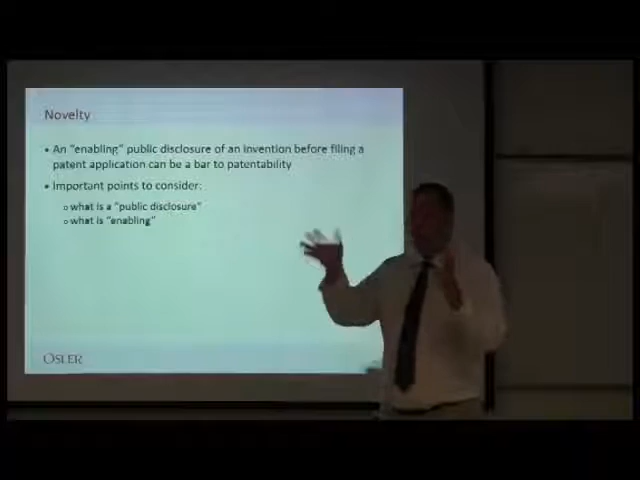 Novelty
• An "enabling" public disclosure of an invention before filing a
patent application can be a bar to patentability
• Important points to consider:
o what is a "public disclosure"
o what is "enabling"
OSLER